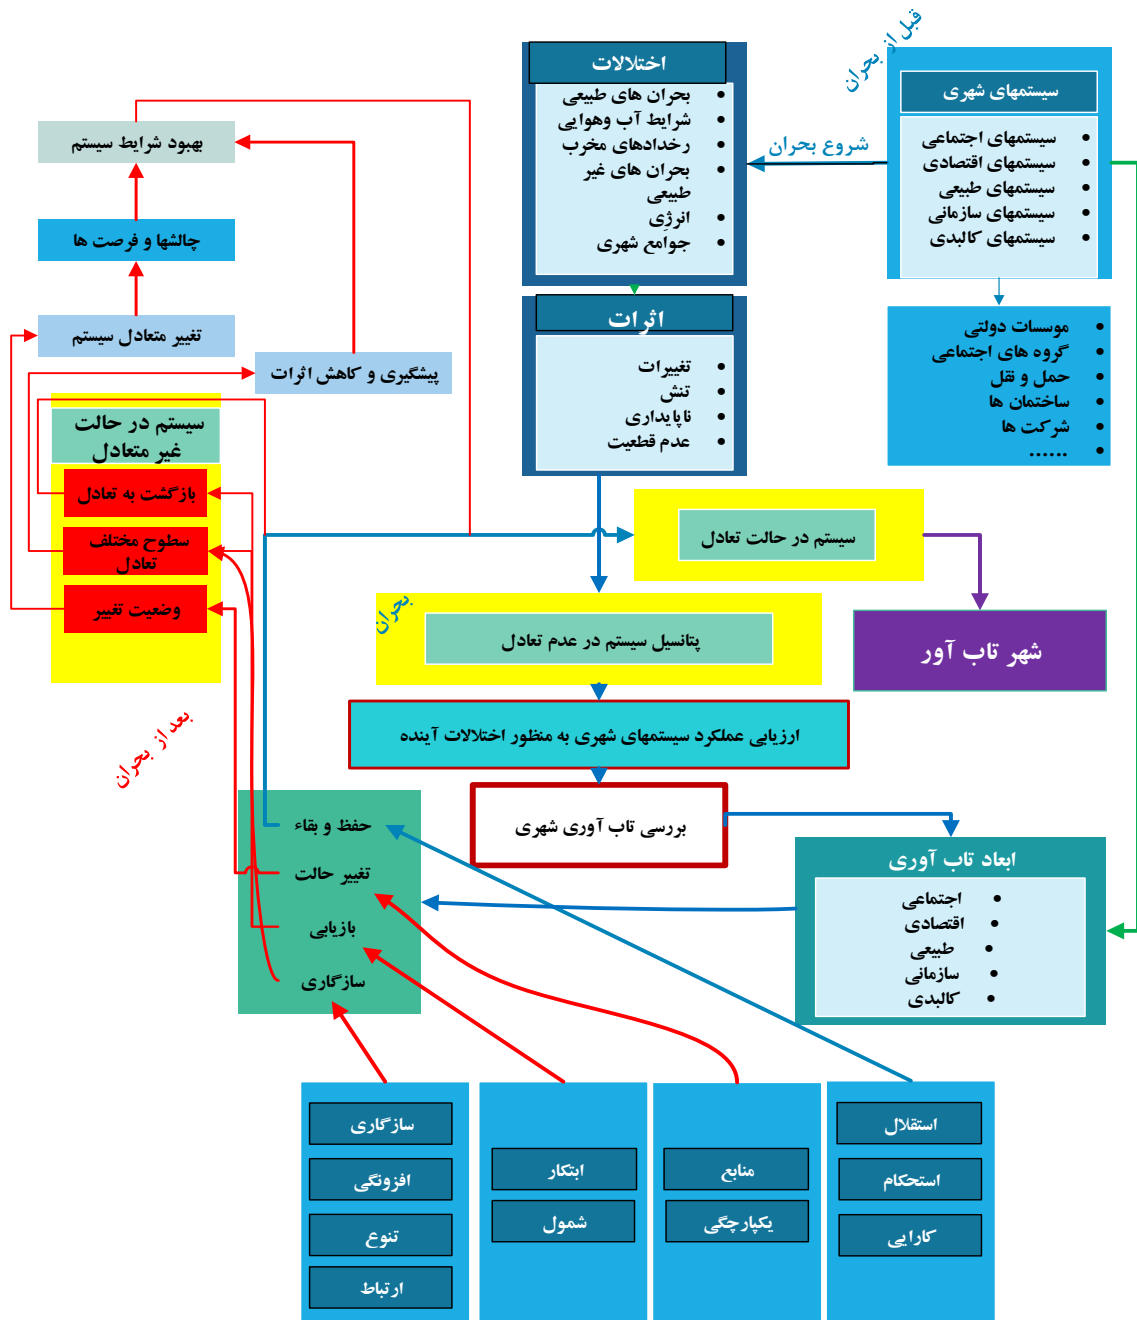 قبل از بحران
سیستمهای شهری
سیستمهای اجتماعی
سیستمهای اقتصادی
سیستمهای طبیعی
سیستمهای سازمانی
سیستمهای کالبدی
موسسات دولتی
گروه های اجتماعی
حمل و نقل
ساختمان ها
شرکت ها
......
شروع بحران
اختلالات
بحران های طبیعی
شرایط آب وهوایی
رخدادهای مخرب
بحران های غیر
طبیعی
انرژِی
جوامع شهری
اثرات
تغییرات
تنش
ناپایداری
عدم قطعیت
بهبود شرایط سیستم
چالشها و فرصت ها
تغییر متعادل سیستم
پیشگیری و کاهش اثرات
سیستم در حالت
غیر متعادل
بازگشت به تعادل
سطوح مختلف
تعادل
وضعیت تغییر
سیستم در حالت تعادل
شهر تاب آور
بحران
پتانسیل سیستم در عدم تعادل
ارزیابی عملکرد سیستمهای شهری به منظور اختلالات آینده
بررسی تاب آوری شهری
بعد از بحران
ابعاد تاب آوری
اجتماعی
اقتصادی
طبیعی
سازمانی
کالبدی
حفظ و بقاء
تغییر حالت
بازیابی
سازگاری
استقلال
استحکام
کارایی
منابع
یکپارچگی
ابتکار
شمول
سازگاری
افزونگی
تنوع
ارتباط